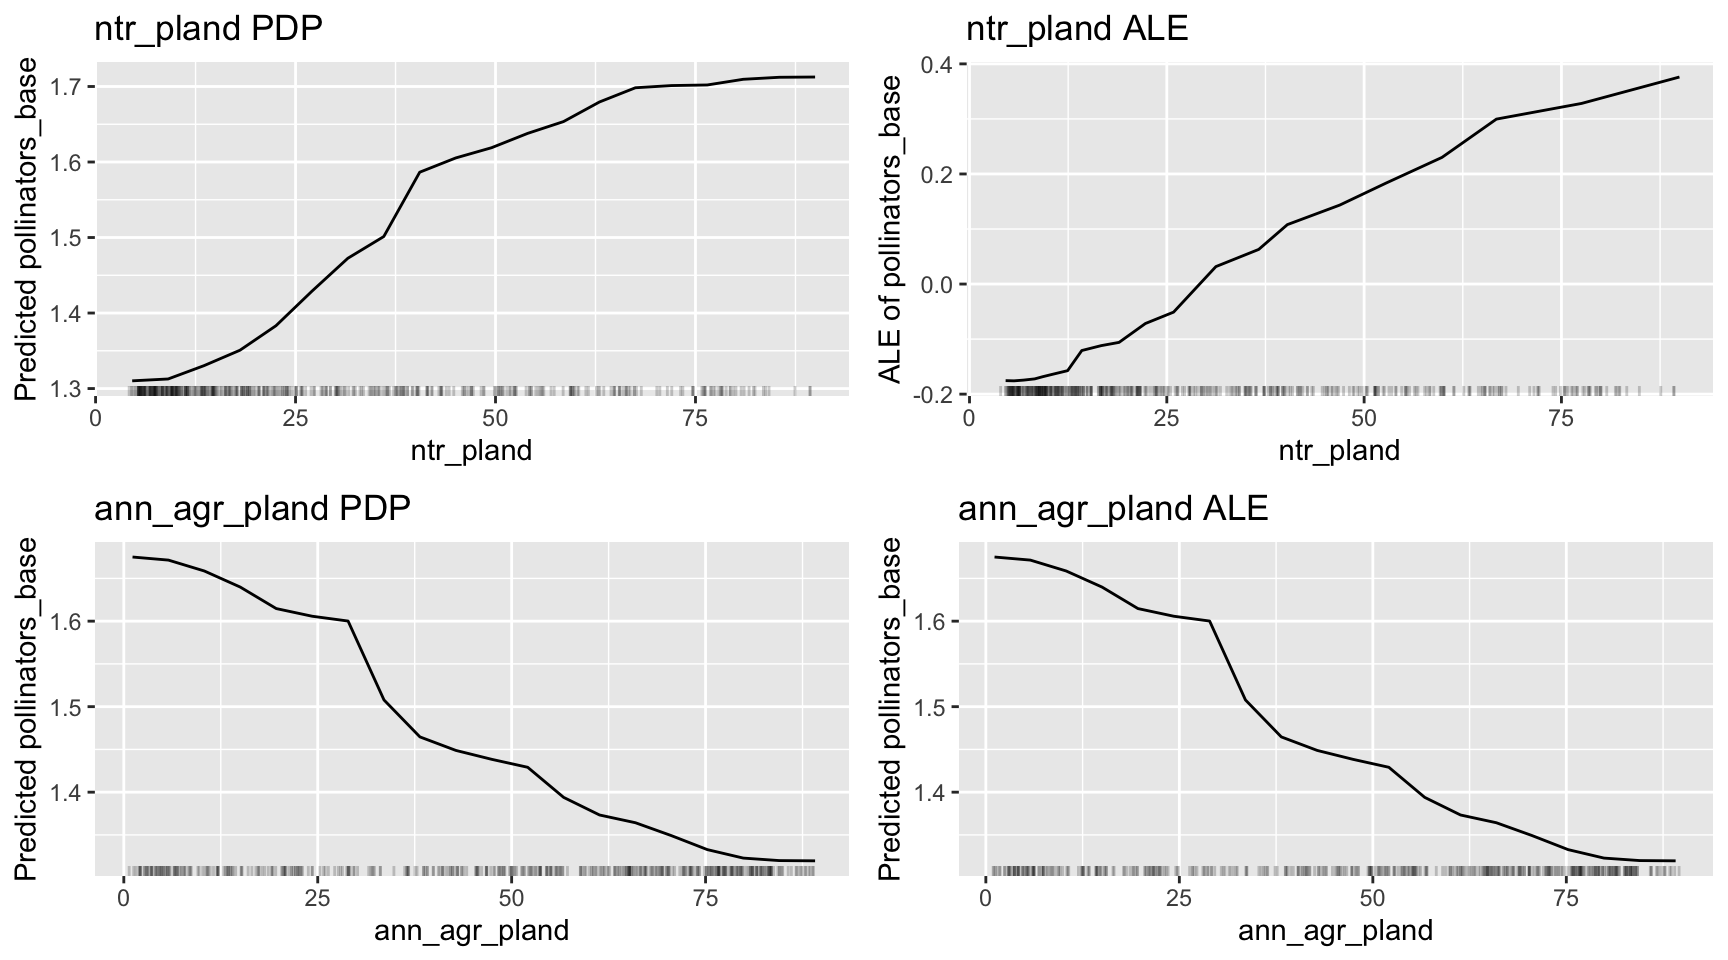 ntr_pland PDP
Predicted pollinators_base
1.7
1.6
1.5
1.4
1.3
0
25
50
75
ntr_pland
ntr_pland ALE
ALE of pollinators_base
0.4
0.2
0.0
-0.2
0
25
50
75
ntr_pland
ann_agr_pland PDP
Predicted pollinators_base
1.6
1.5
1.4
0
25
50
75
ann_agr_pland
ann_agr_pland ALE
Predicted pollinators_base
1.6
1.5
1.4
0
25
50
75
ann_agr_pland